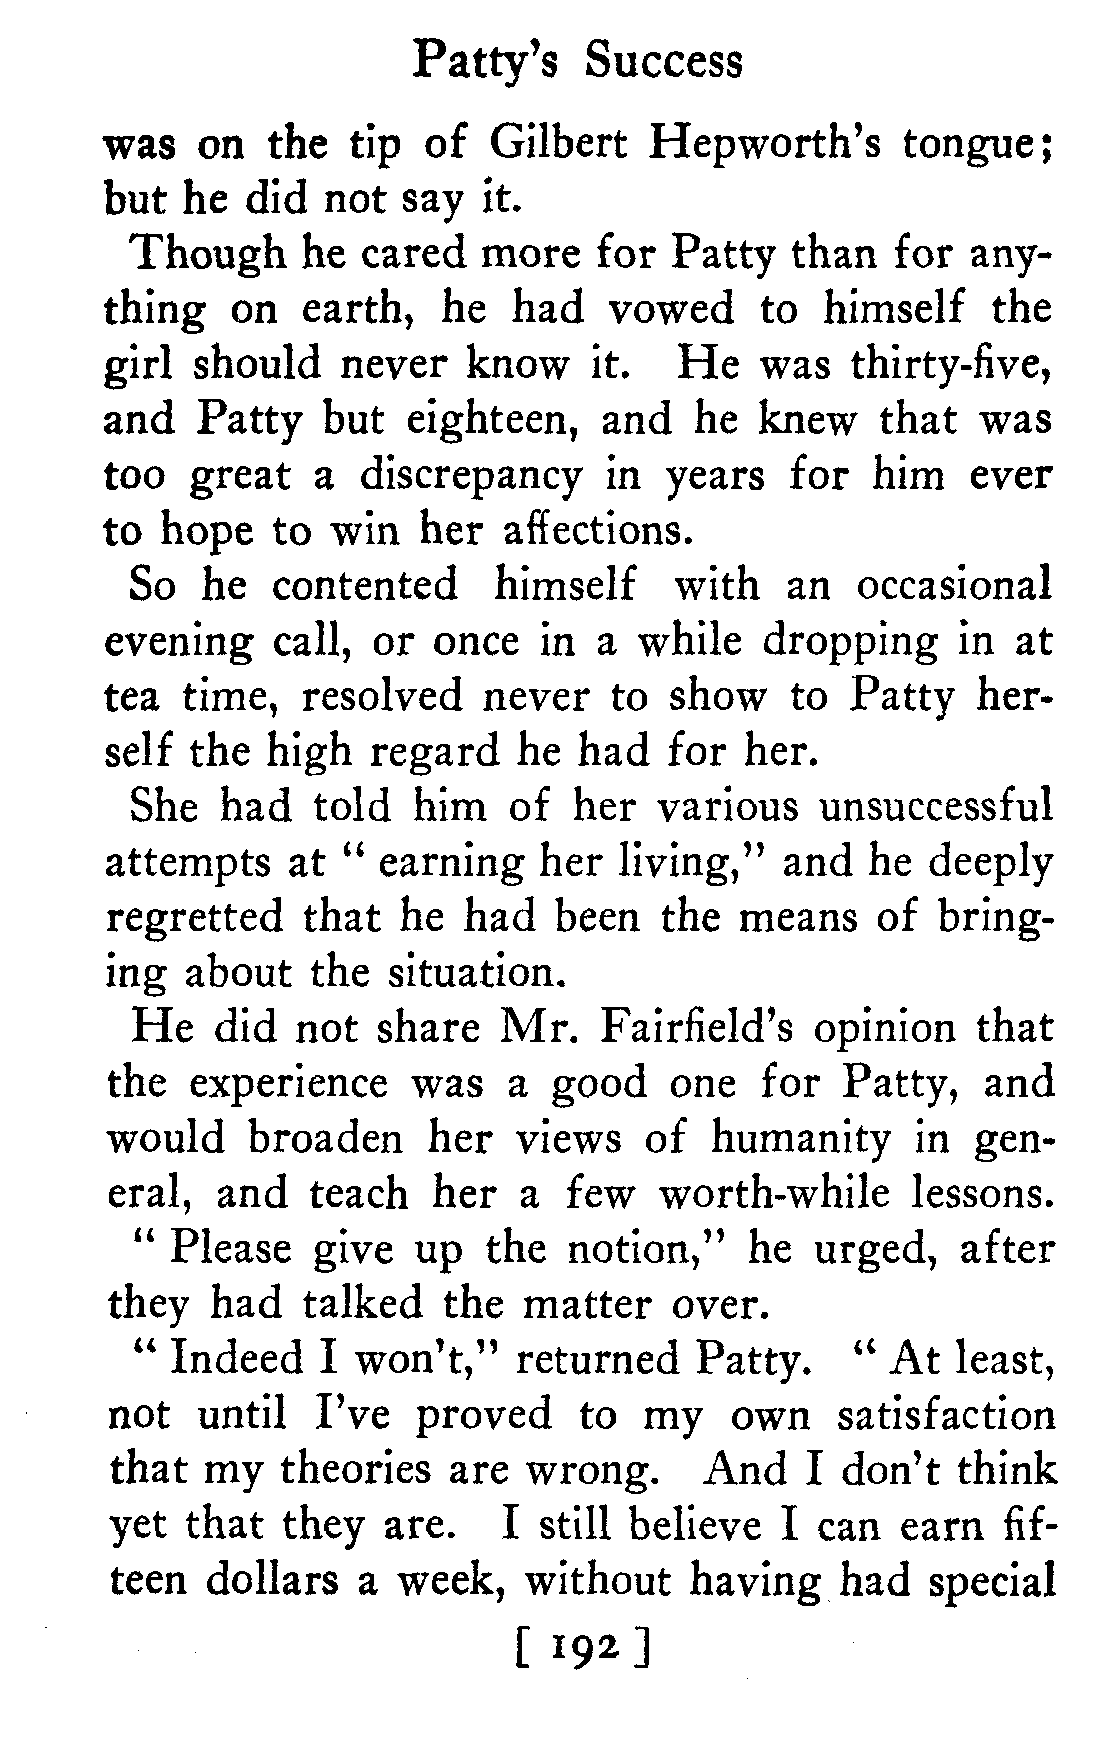 Patty's Success
was on the tip of Gilbert Hepworth's tongue;
but he did not say it.
Though he cared more for Patty than for any-
thing on earth, he had vowed to himself the
girl should never know it. He was thirty-five,
and Patty but eighteen, and he knew that was
too great a discrepancy in years for him ever
to hope to win her affections.
So he contented himself with an occasional
evening call, or once in a while dropping in at
tea time, resolved never to show to Patty her-
self the high regard he had for her.
She had told him of her various unsuccessful
attempts at " earning her living," and he deeply
regretted that he had been the means of bring-
ing about the situation.
He did not share Mr. Fairfield's opinion that
the experience was a good one for Patty, and
would broaden her views of humanity in gen-
eral, and teach her a few worth-while lessons.
" Please give up the notion," he urged, after
they had talked the matter over.
" Indeed I won't," returned Patty. " At least,
not until I've proved to my own satisfaction
that my theories are wrong. And I don't think
yet that they are. I still believe I can earn fif-
teen dollars a week, without having had special
[ 192 ]